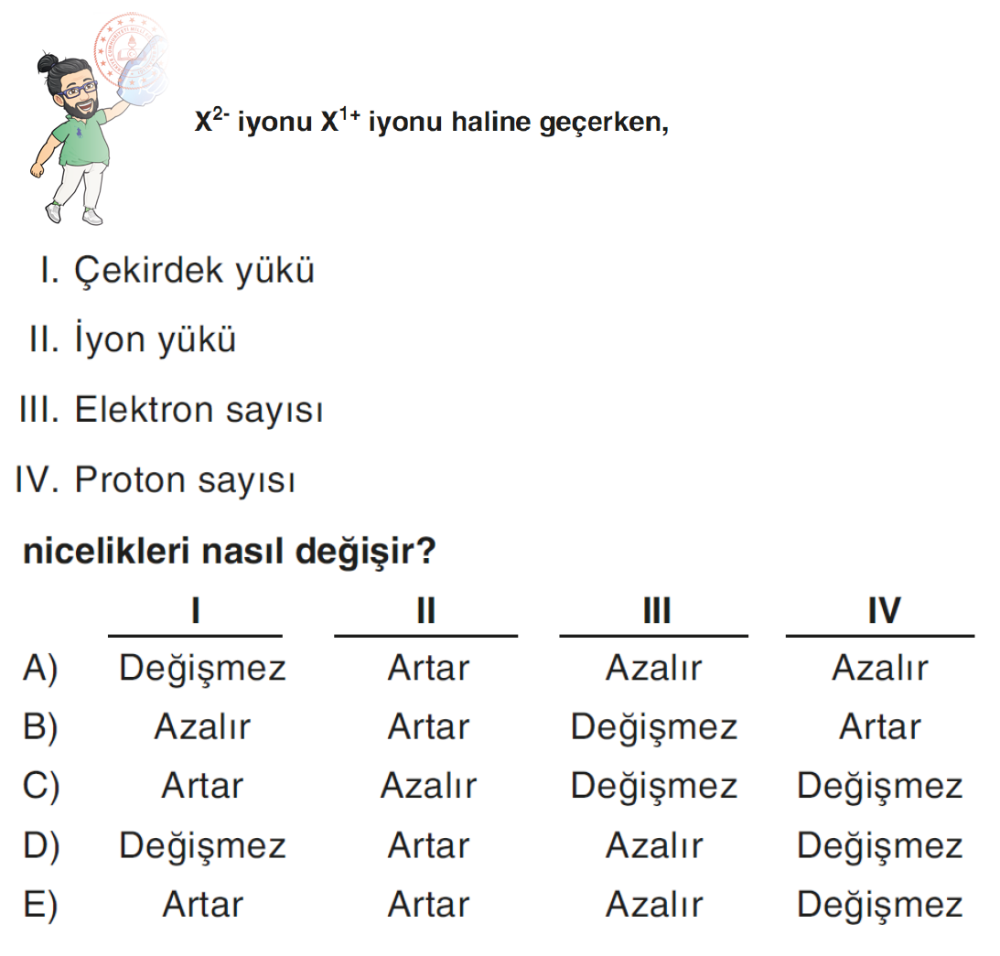 X²⁻ iyonu X¹⁺ iyonu haline geçerken,
I. Çekirdek yükü
II. İyon yükü
III. Elektron sayısı
IV. Proton sayısı
nicelikleri nasıl değişir?
I II III IV
A) Değişmez Artar Azalır Azalır
B) Azalır Artar Değişmez Artar
C) Artar Azalır Değişmez Değişmez
D) Değişmez Artar Azalır Değişmez
E) Artar Artar Azalır Değişmez